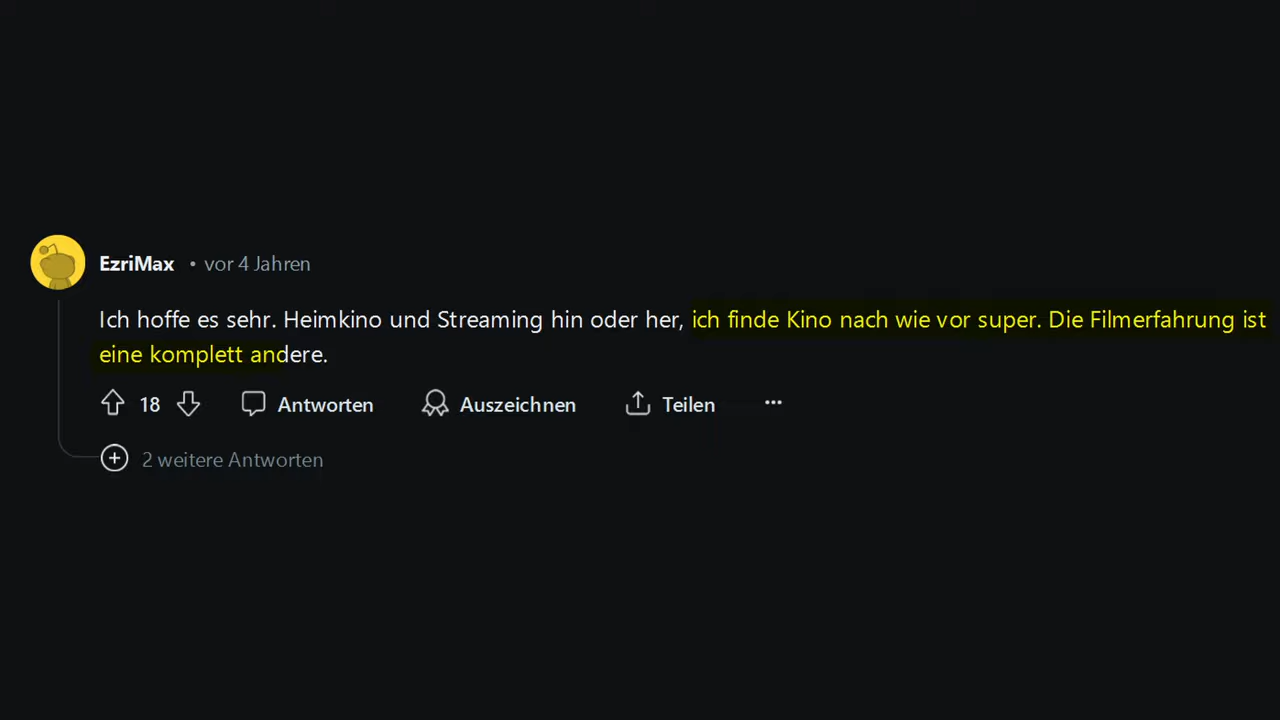 EzriMax • vor 4 Jahren
Ich hoffe es sehr. Heimkino und Streaming hin oder her, ich finde Kino nach wie vor super. Die Filmerfahrung ist
eine komplett andere.
18 Antworten Auszeichnen Teilen ...
2 weitere Antworten